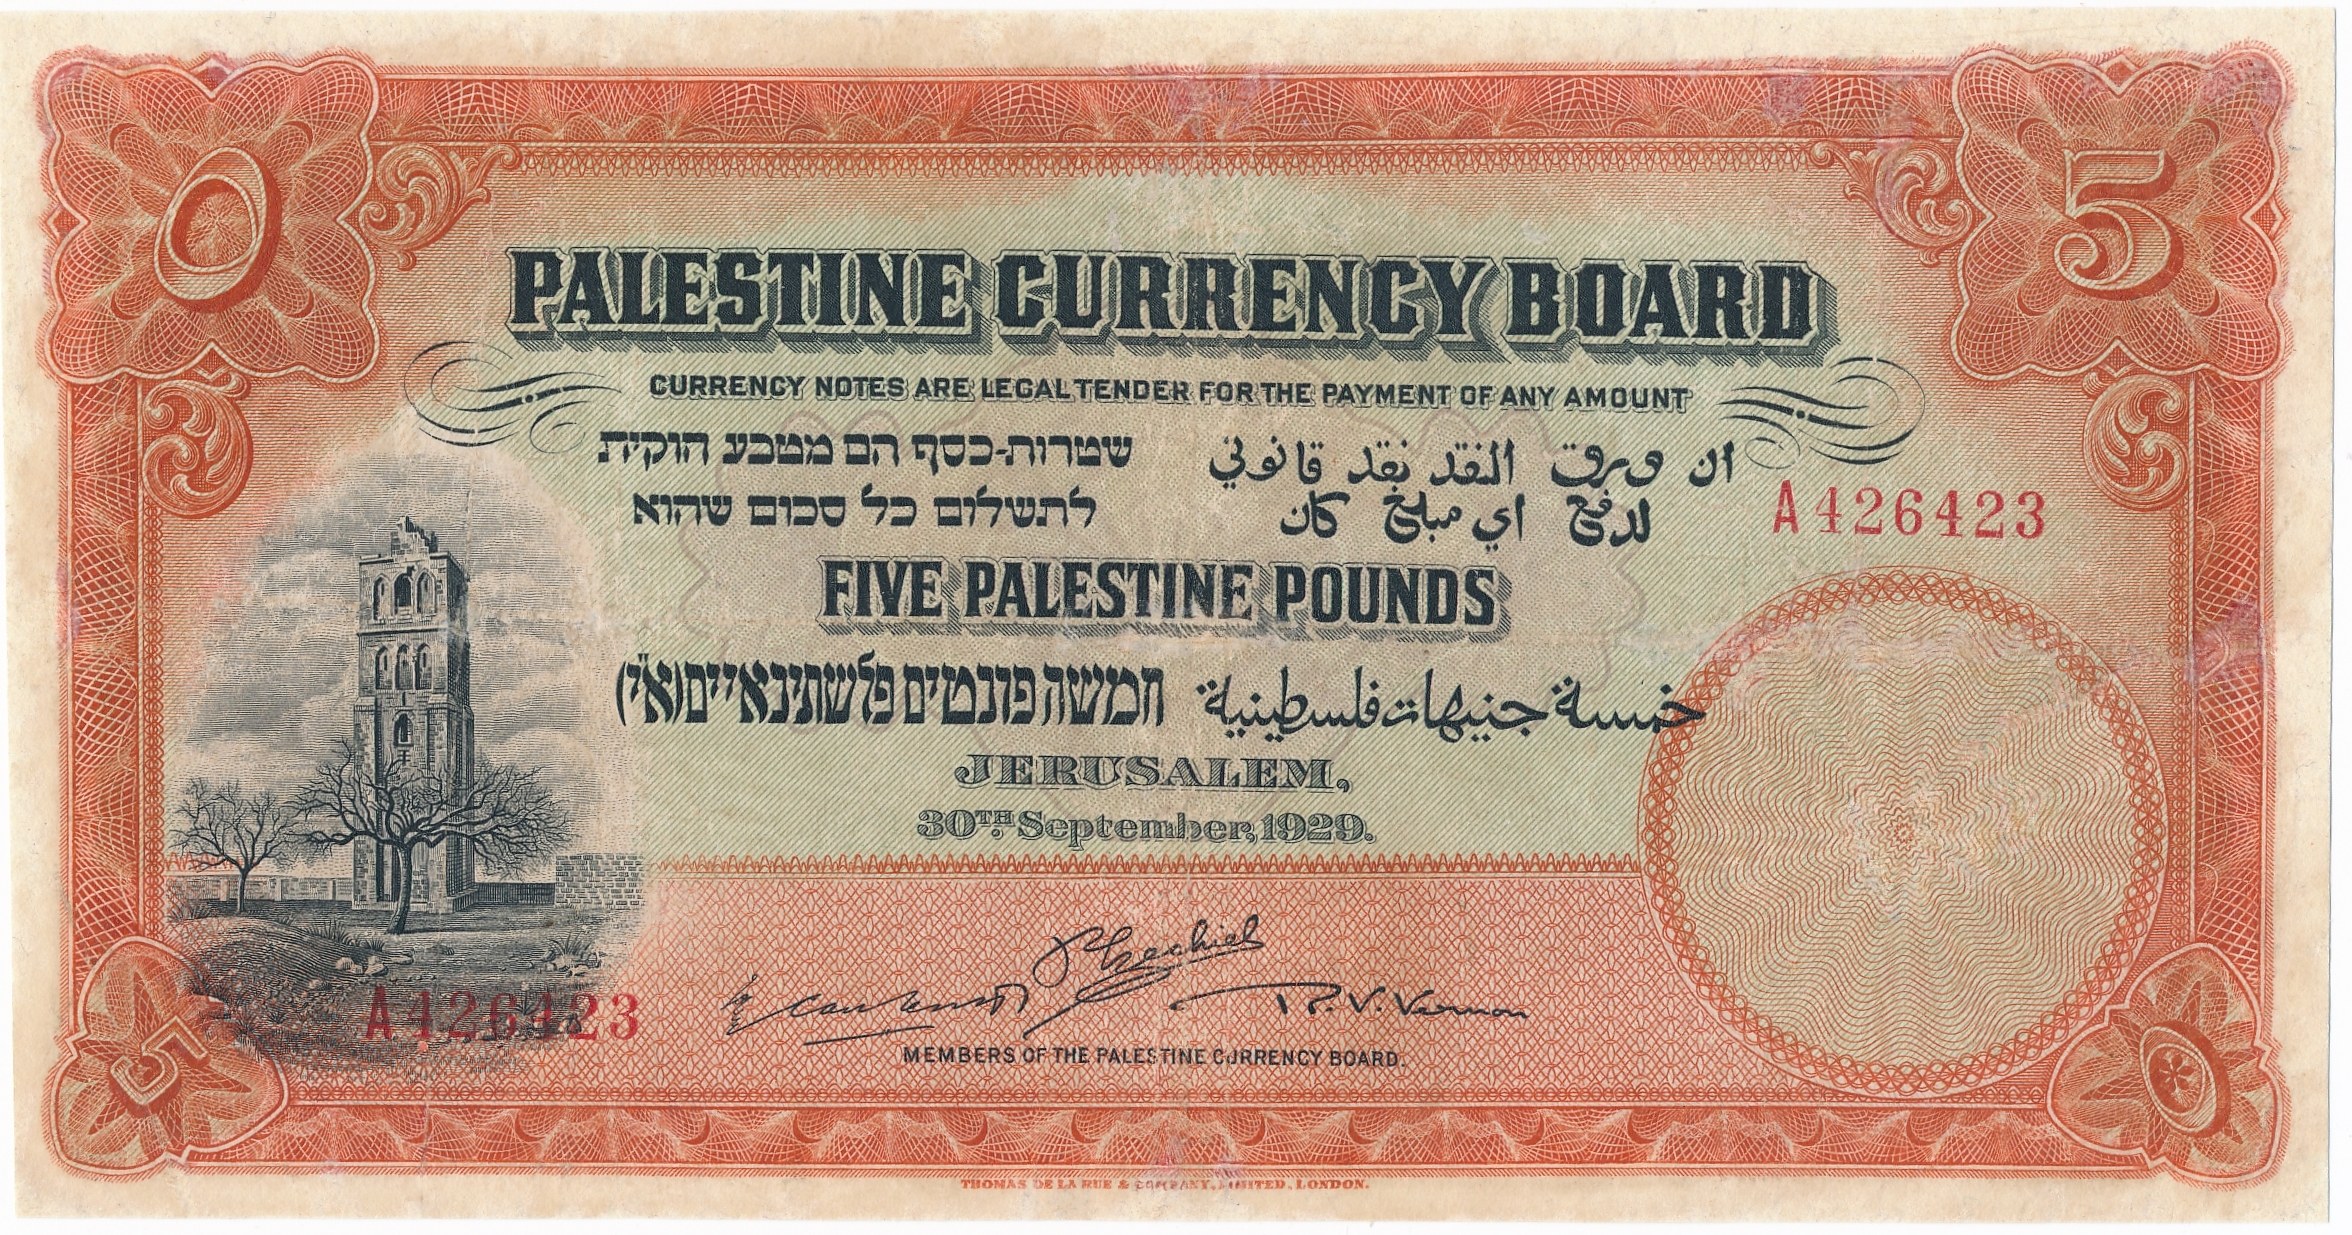 ٥
5
PALESTINE CURRENCY BOARD
CURRENCY NOTES ARE LEGAL TENDER FOR THE PAYMENT OF ANY AMOUNT
שטרות-כסף הם מטבע חוקית
לתשלום כל סכום שהוא
ان ورق النقد نقد قانوني
لدفع اي مبلغ كان
A426423
FIVE PALESTINE POUNDS
חמשה פונטים פלשתינאיים (א"י)
خمسة جنيهات فلسطينية
JERUSALEM,
30TH September, 1929.
Ezechiel
R.V. Vernon
A426423
MEMBERS OF THE PALESTINE CURRENCY BOARD.
5
٥
THOMAS DE LA RUE & COMPANY, LIMITED, LONDON.